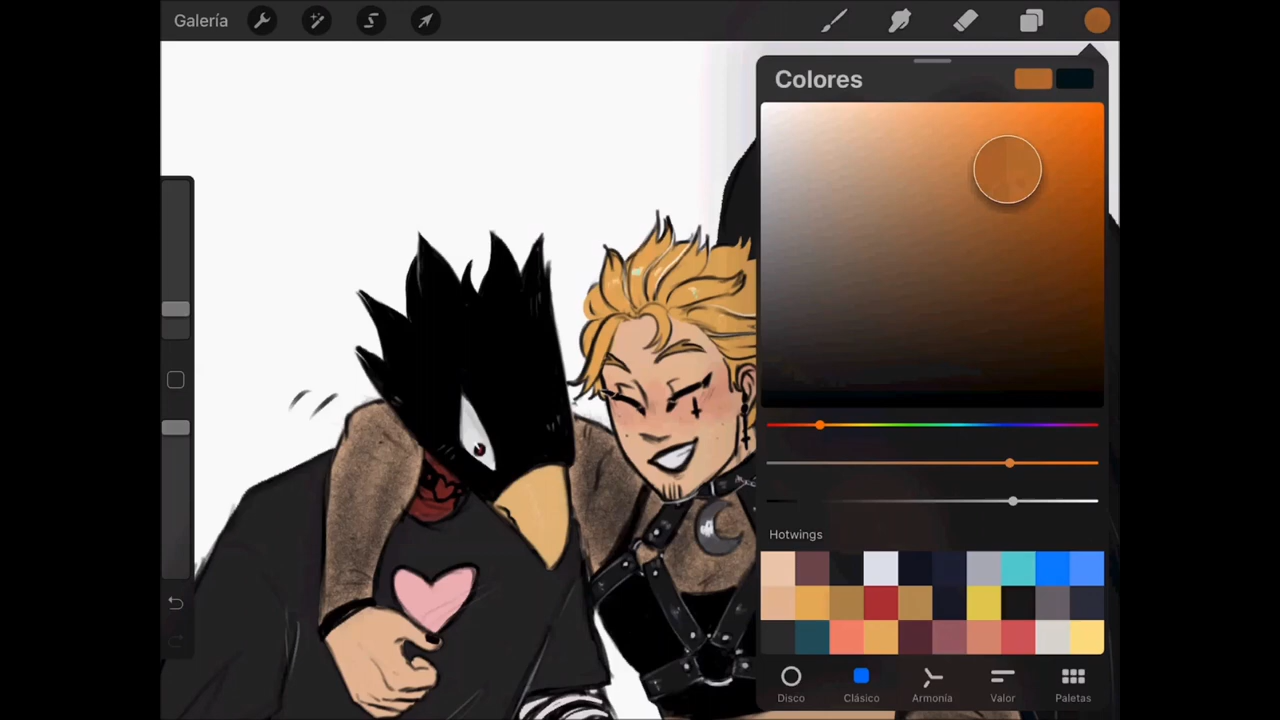 Galería
Colores
Hotwings
Disco
Clásico
Armonía
Valor
Paletas